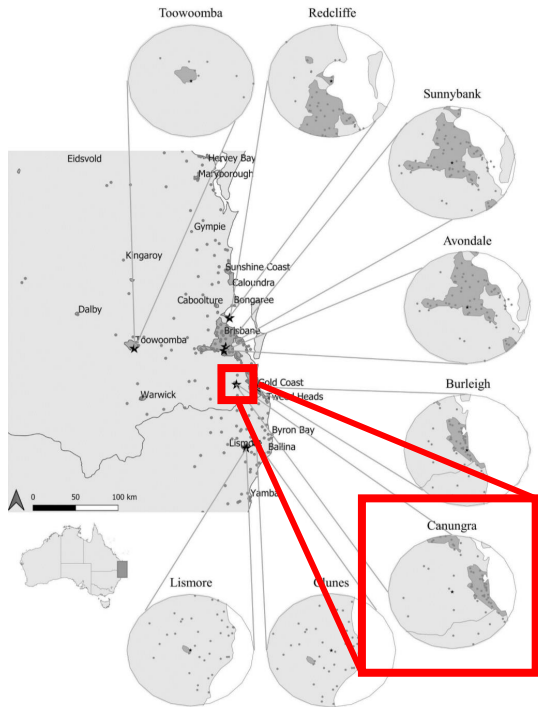 Toowoomba
Redcliffe
Sunnybank
Eidsvold
Hervey Bay
Maryborough
Gympie
Avondale
Kingaroy
Sunshine Coast
Caloundra
Caboolture
Bongaree
Dalby
Brisbane
Toowoomba
Burleigh
Gold Coast
Tweed Heads
Warwick
Byron Bay
Lismore
Ballina
Yamba
0 50 100 km
Canungra
Lismore
Clunes